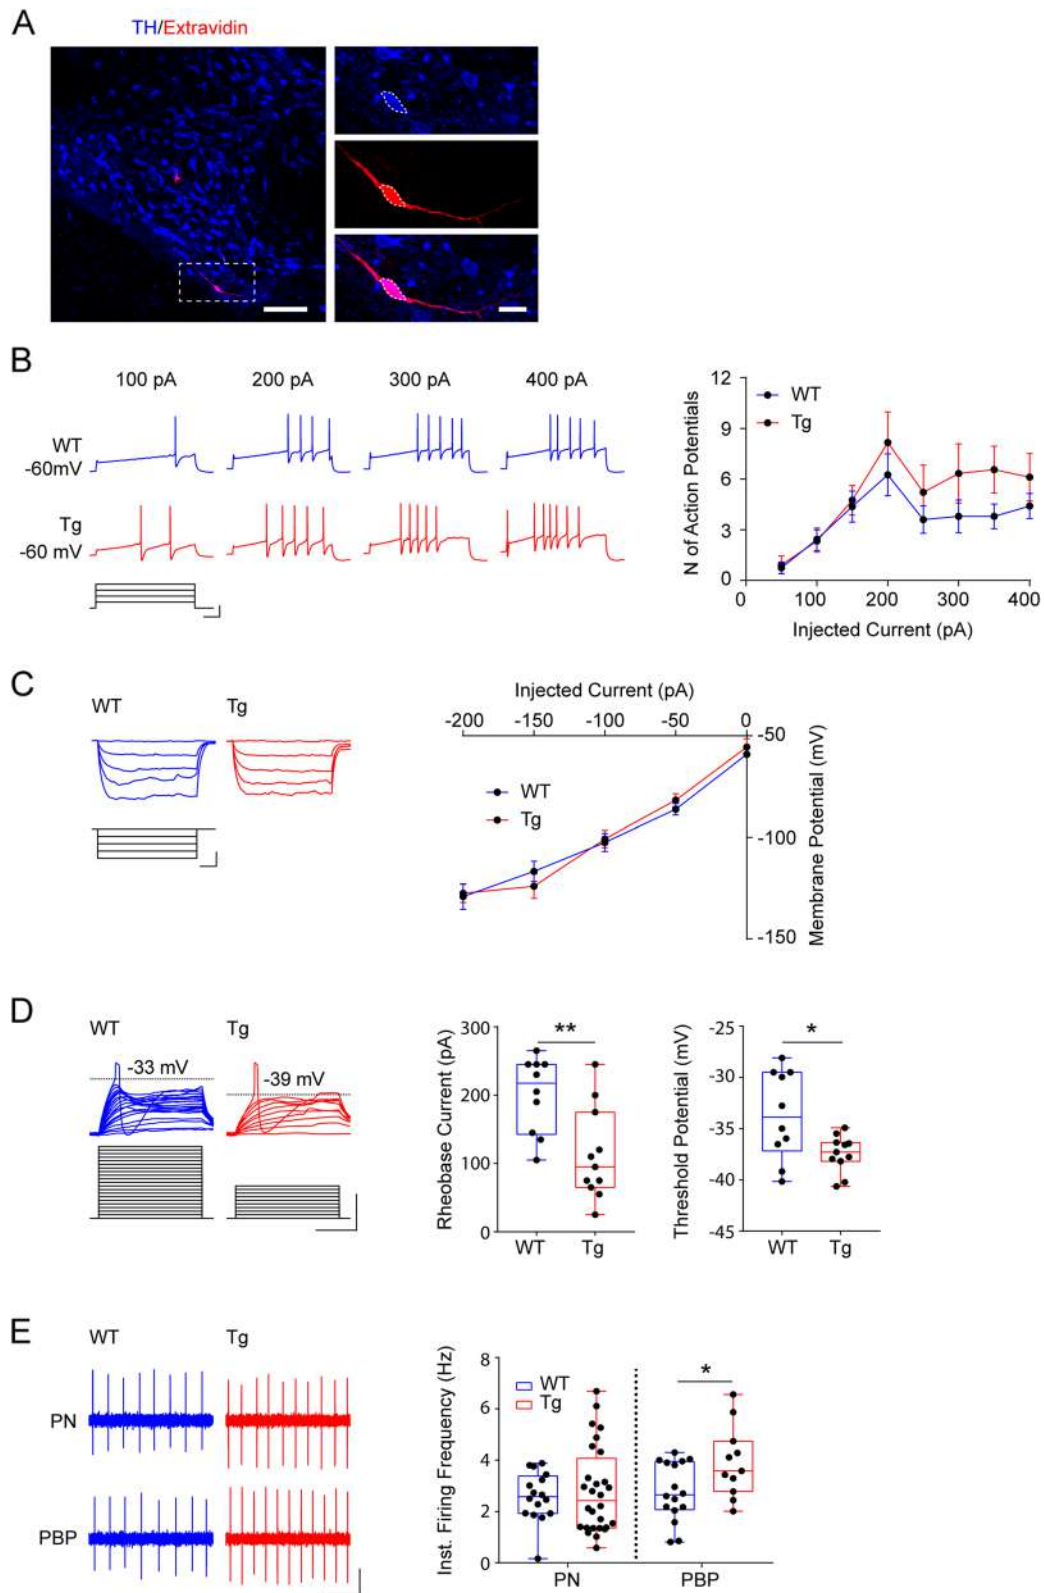 A
TH/Extravidin
B
100 pA 200 pA 300 pA 400 pA
WT
-60mV
Tg
-60 mV
N of Action Potentials
12
9
6
3
0
WT
Tg
0 100 200 300 400
Injected Current (pA)
C
WT Tg
Injected Current (pA)
-200 -150 -100 -50 0
-50
-100
-150
Membrane Potential (mV)
WT
Tg
D
WT Tg
-33 mV
-39 mV
Rheobase Current (pA)
300
200
100
0
**
WT Tg
Threshold Potential (mV)
-25
-30
-35
-40
-45
*
WT Tg
E
WT Tg
PN
PBP
Inst. Firing Frequency (Hz)
8
6
4
2
0
WT
Tg
*
PN PBP